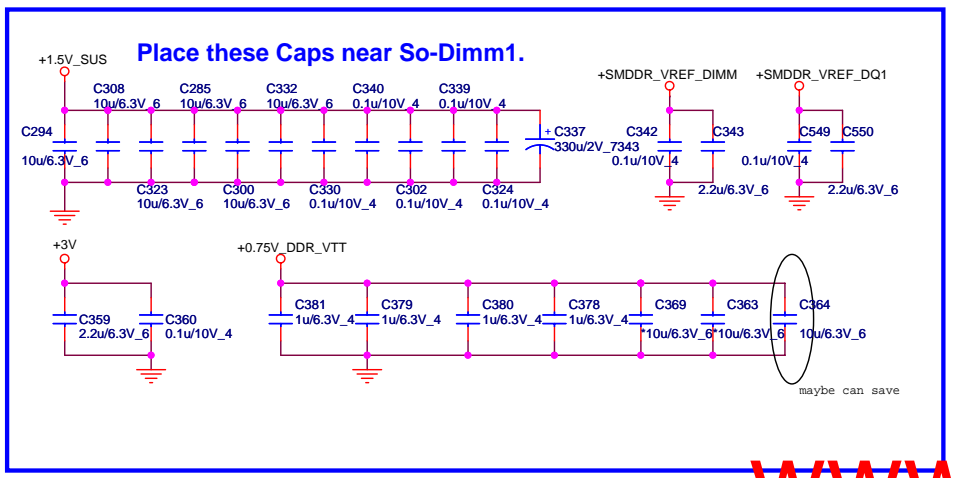 Place these Caps near So-Dimm1.
+1.5V_SUS
+SMDDR_VREF_DIMM
+SMDDR_VREF_DQ1
C308
10u/6.3V_6
C285
10u/6.3V_6
C332
10u/6.3V_6
C340
0.1u/10V_4
C339
0.1u/10V_4
C294
10u/6.3V_6
+
C337
330u/2V_7343
C342
0.1u/10V_4
C343
2.2u/6.3V_6
C549
0.1u/10V_4
C550
2.2u/6.3V_6
C323
10u/6.3V_6
C300
10u/6.3V_6
C330
0.1u/10V_4
C302
0.1u/10V_4
C324
0.1u/10V_4
+3V
+0.75V_DDR_VTT
C359
2.2u/6.3V_6
C360
0.1u/10V_4
C381
1u/6.3V_4
C379
1u/6.3V_4
C380
1u/6.3V_4
C378
1u/6.3V_4
C369
*10u/6.3V_6
C363
*10u/6.3V_6
C364
10u/6.3V_6
maybe can save